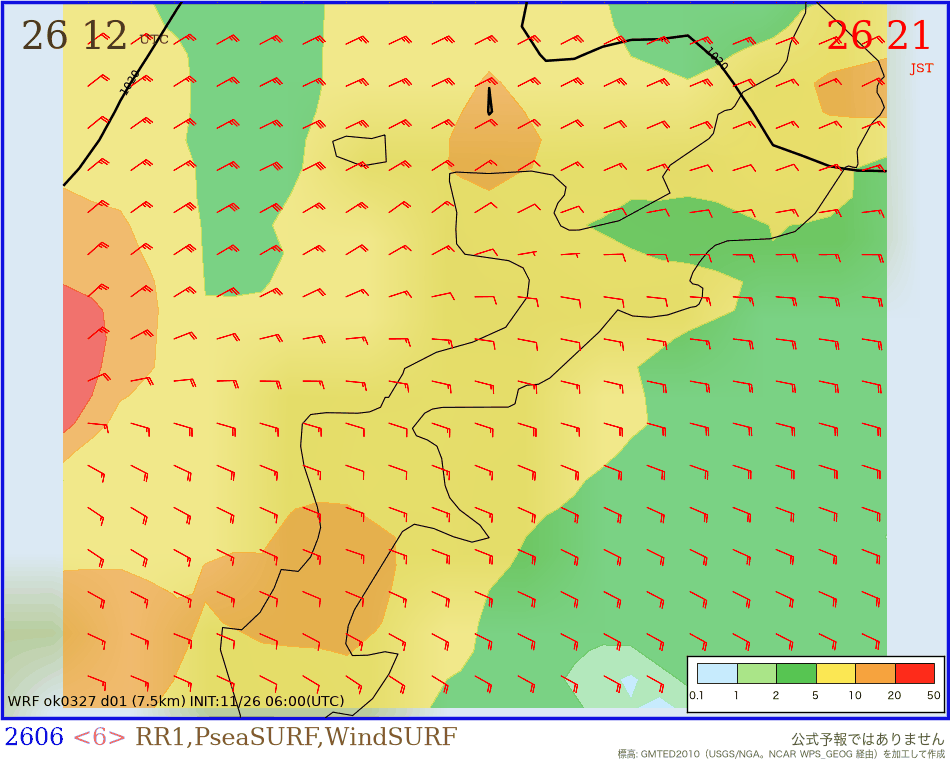 26 12 UTC
26 21
JST
1020
1020
0.1 1 2 5 10 20 50
WRF ok0327 d01 (7.5km) INIT:11/26 06:00(UTC)
2606 <6> RR1,PseaSURF,WindSURF
公式予報ではありません
標高: GMTED2010（USGS/NGA。NCAR WPS_GEOG 経由）を加工して作成